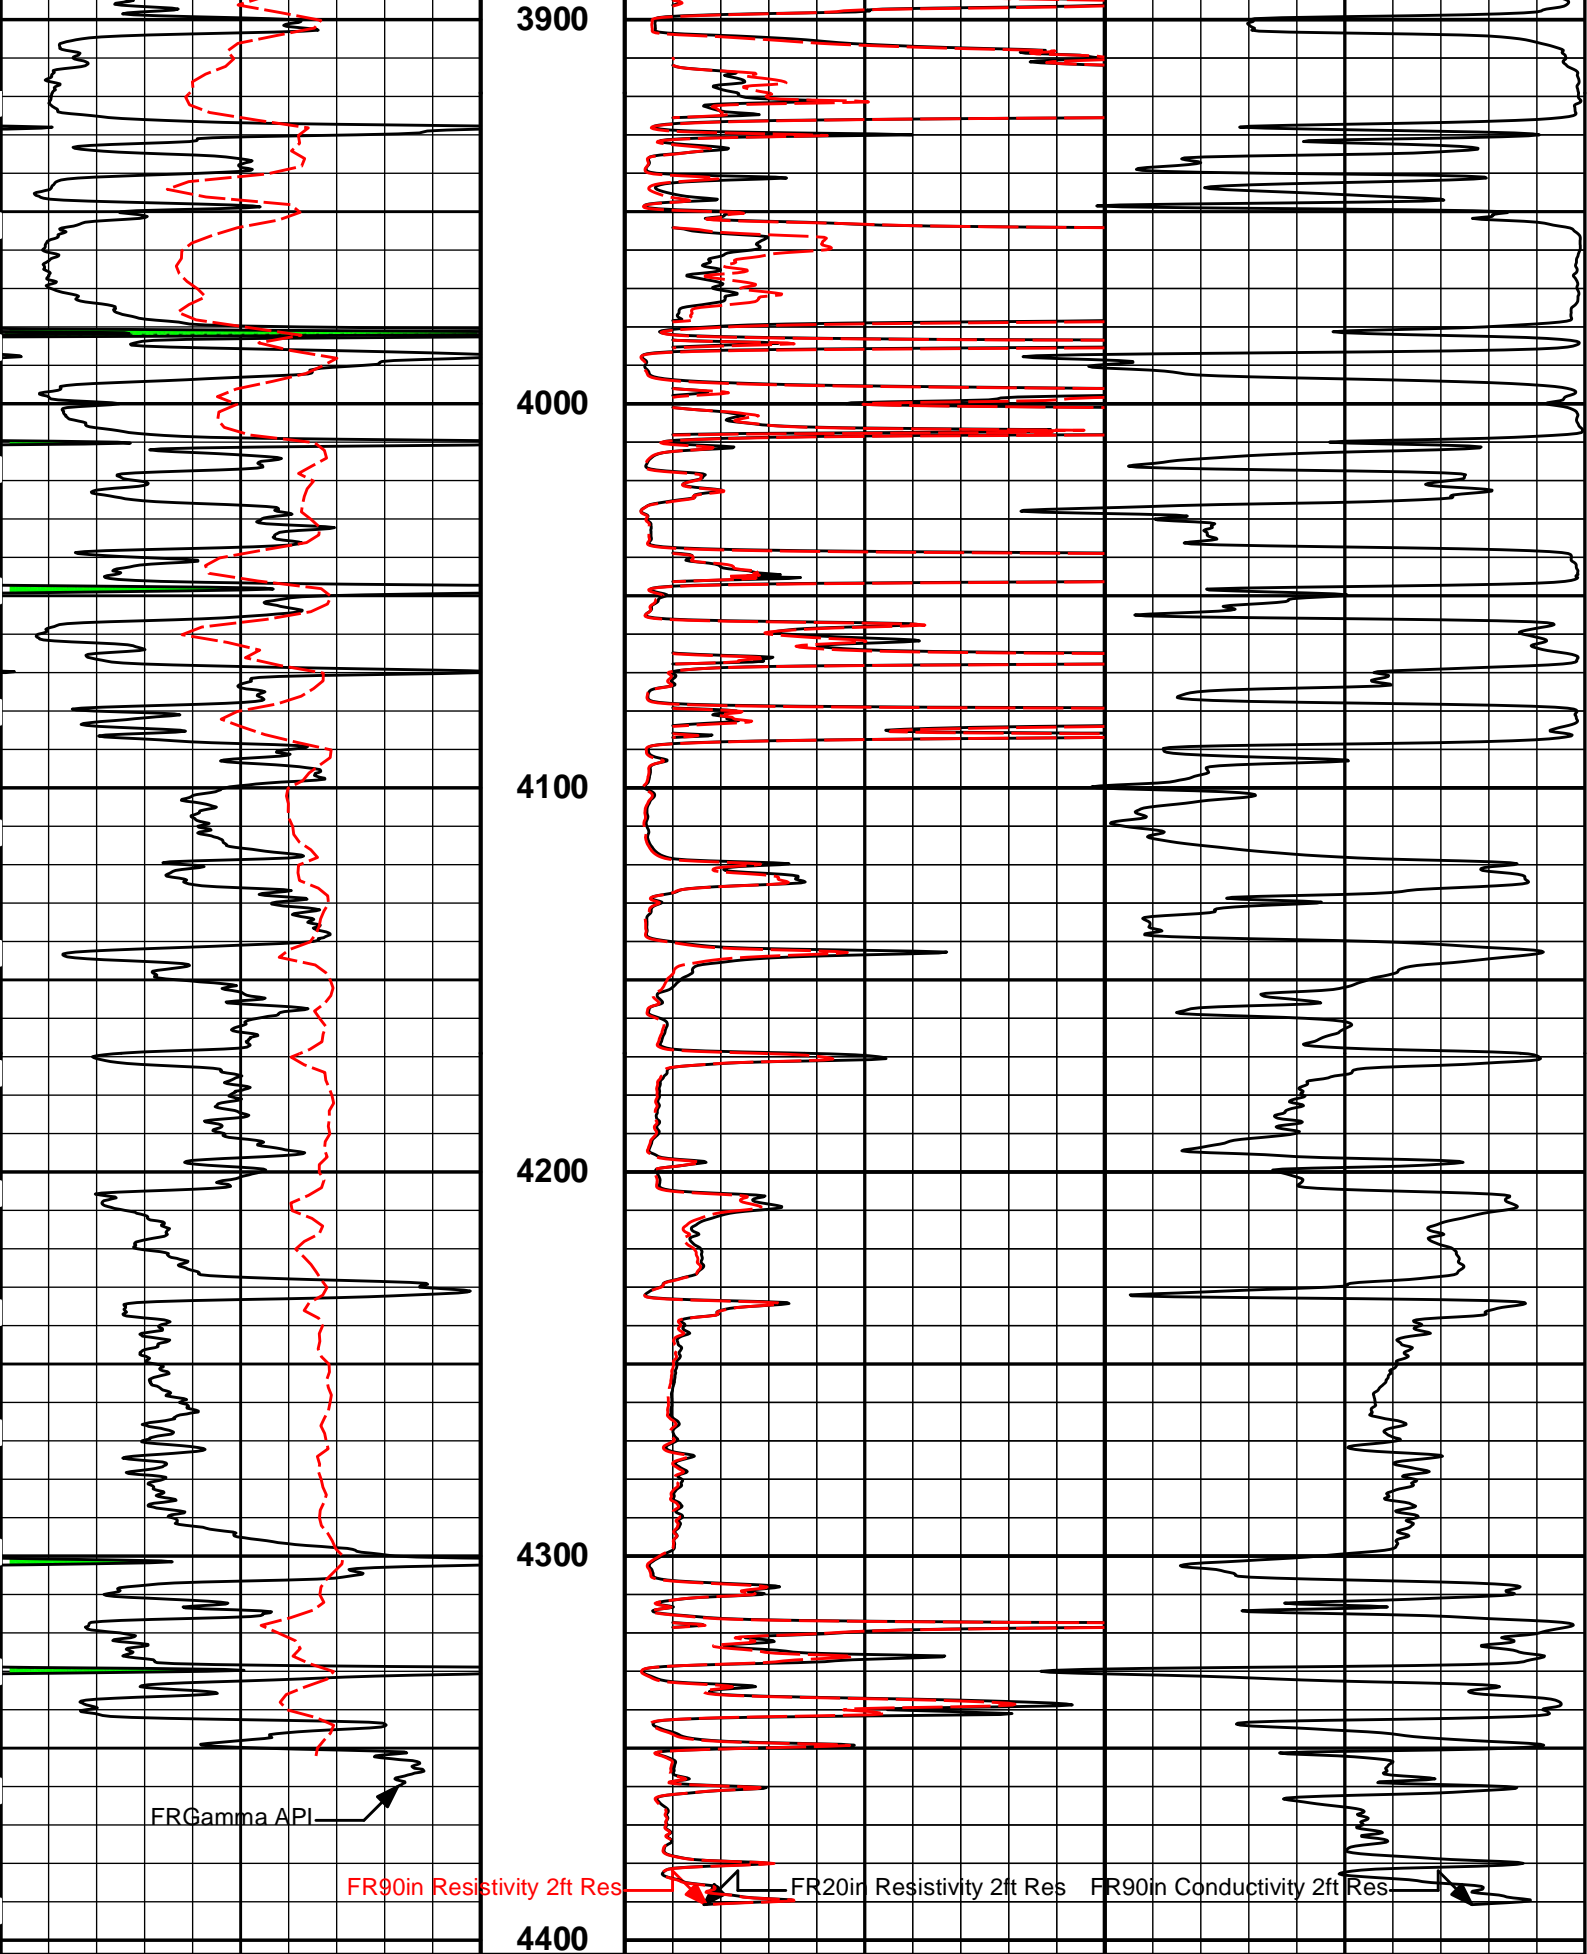 3900
4000
4100
4200
4300
FRGamma API
FR90in Resistivity 2ft Res
FR20in Resistivity 2ft Res
FR90in Conductivity 2ft Res
4400